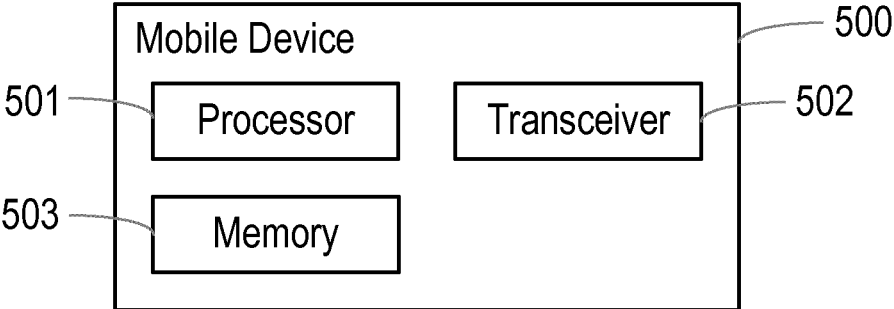 500
Mobile Device
501
Processor
Transceiver
502
503
Memory